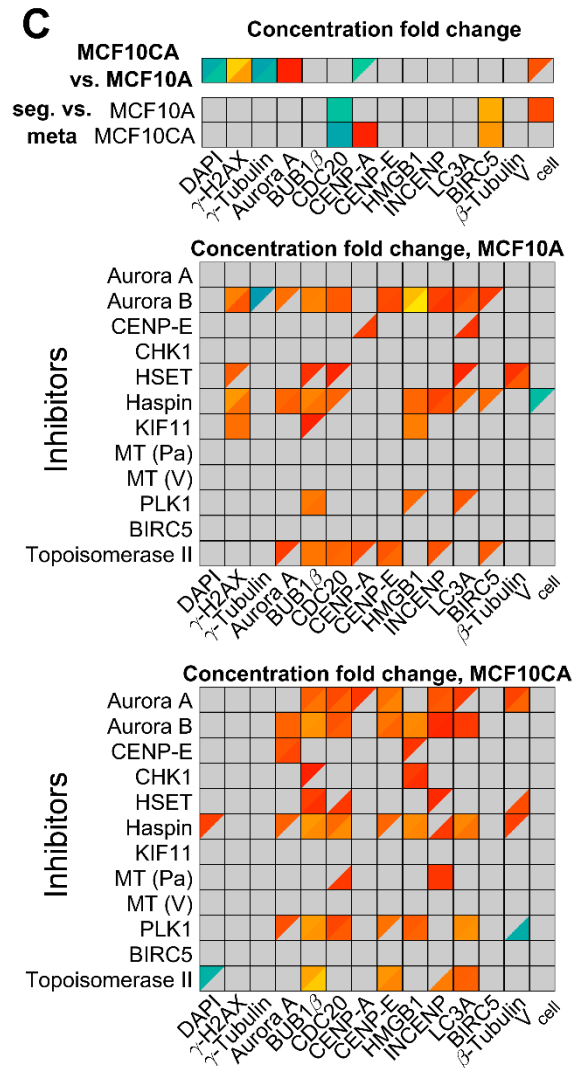 C
Concentration fold change
MCF10CA
vs. MCF10A
seg. vs. MCF10A
meta MCF10CA
DAPI γ-H2AX γ-Tubulin Aurora A BUB1β CDC20 CENP-A CENP-E HMGB1 INCENP LC3A BIRC5 β-Tubulin V cell
Concentration fold change, MCF10A
Inhibitors
Aurora A
Aurora B
CENP-E
CHK1
HSET
Haspin
KIF11
MT (Pa)
MT (V)
PLK1
BIRC5
Topoisomerase II
DAPI γ-H2AX γ-Tubulin Aurora A BUB1β CDC20 CENP-A CENP-E HMGB1 INCENP LC3A BIRC5 β-Tubulin V cell
Concentration fold change, MCF10CA
Inhibitors
Aurora A
Aurora B
CENP-E
CHK1
HSET
Haspin
KIF11
MT (Pa)
MT (V)
PLK1
BIRC5
Topoisomerase II
DAPI γ-H2AX γ-Tubulin Aurora A BUB1β CDC20 CENP-A CENP-E HMGB1 INCENP LC3A BIRC5 β-Tubulin V cell